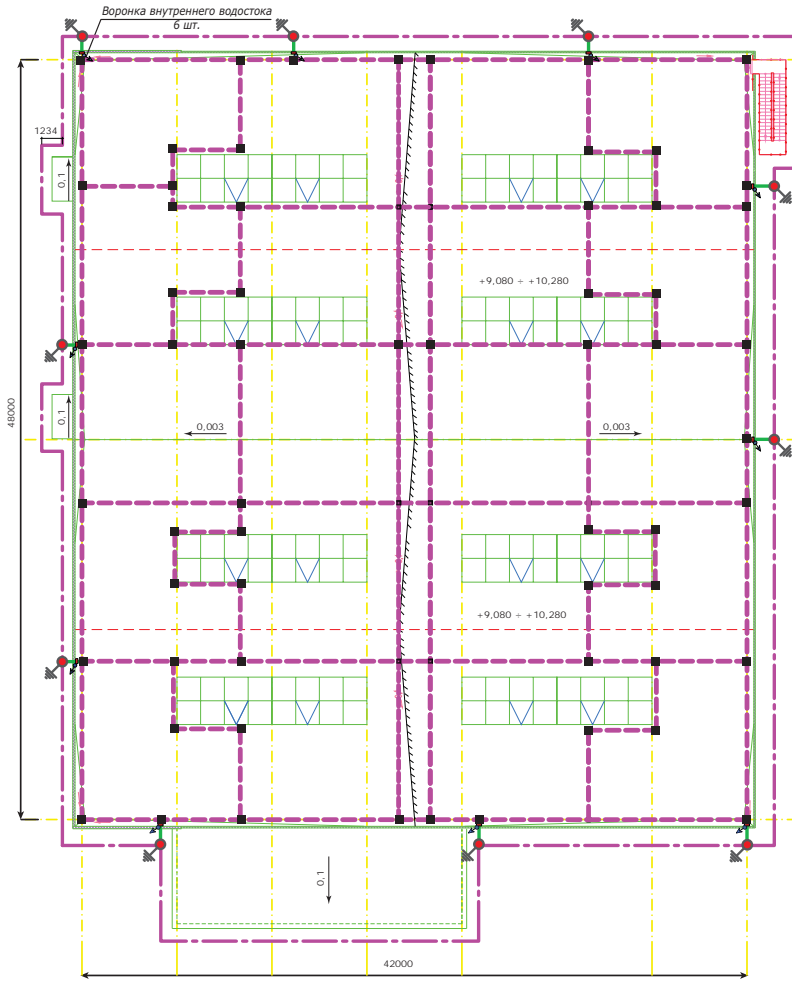 Воронка внутреннего водостока
6 шт.
1234
0,1
+9,080 ÷ +10,280
0,1
0,003
0,003
48000
+9,080 ÷ +10,280
0,1
42000